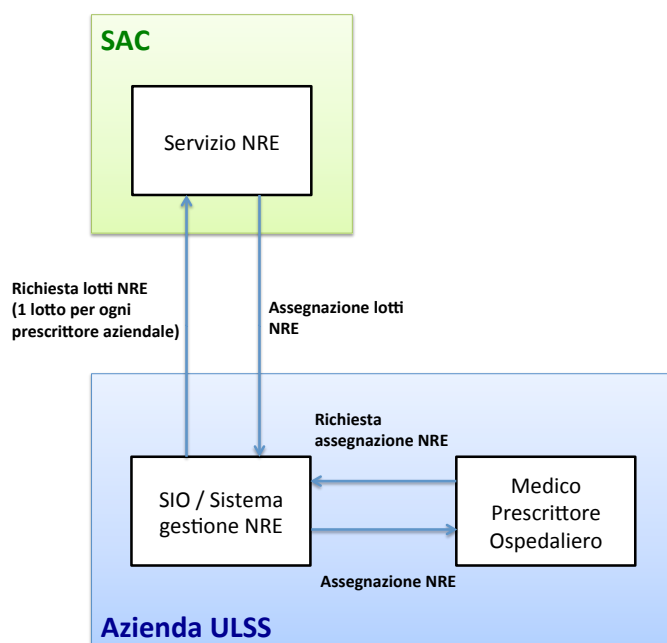 SAC
Servizio NRE
Richiesta lotti NRE
(1 lotto per ogni
prescrittore aziendale)
Assegnazione lotti
NRE
Richiesta
assegnazione NRE
SIO / Sistema
gestione NRE
Medico
Prescrittore
Ospedaliero
Assegnazione NRE
Azienda ULSS